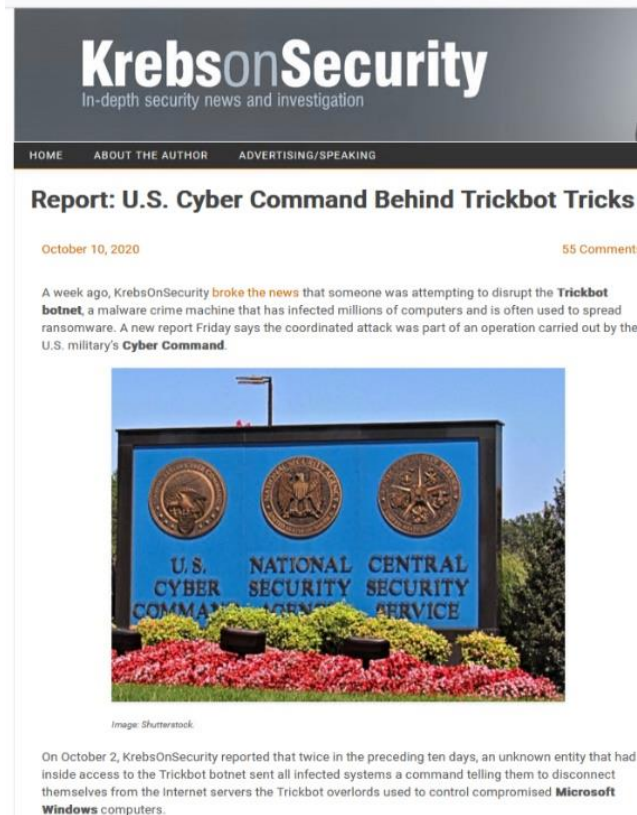 KrebsonSecurity
In-depth security news and investigation
HOME ABOUT THE AUTHOR ADVERTISING/SPEAKING
Report: U.S. Cyber Command Behind Trickbot Tricks
October 10, 2020 55 Comment
A week ago, KrebsOnSecurity broke the news that someone was attempting to disrupt the Trickbot
botnet, a malware crime machine that has infected millions of computers and is often used to spread
ransomware. A new report Friday says the coordinated attack was part of an operation carried out by the
U.S. military's Cyber Command.
U.S. NATIONAL CENTRAL
CYBER SECURITY SECURITY
COMMAND AGENCY SERVICE
Image: Shutterstock.
On October 2, KrebsOnSecurity reported that twice in the preceding ten days, an unknown entity that had
inside access to the Trickbot botnet sent all infected systems a command telling them to disconnect
themselves from the Internet servers the Trickbot overlords used to control compromised Microsoft
Windows computers.